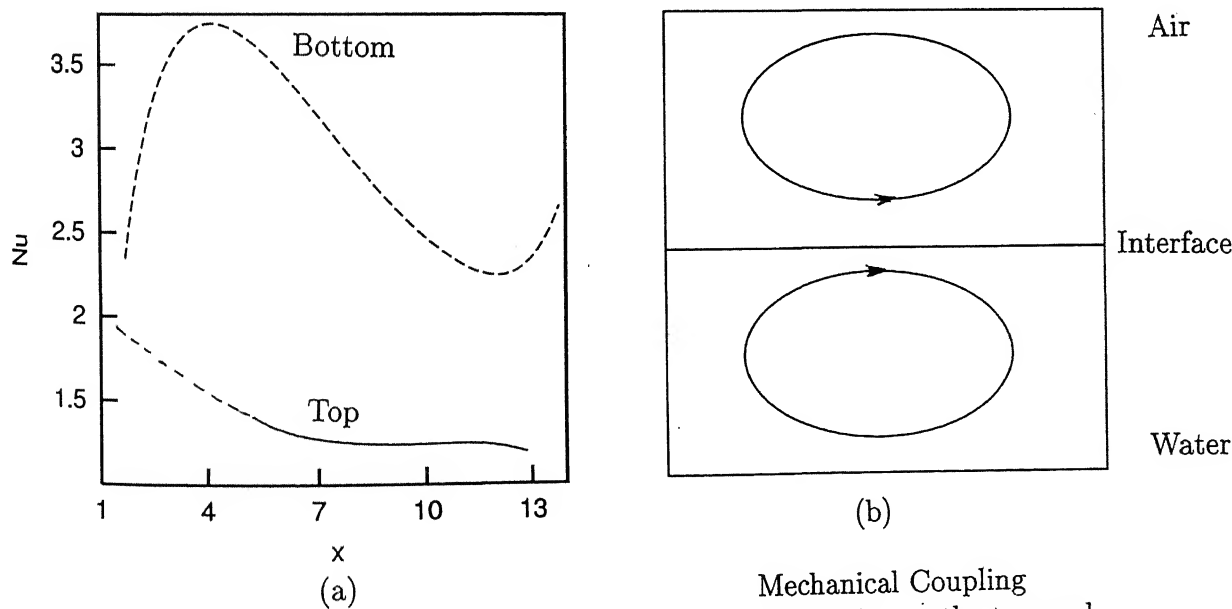 3.5
3
2.5
2
1.5
Nu
Bottom
Top
1 4 7 10 13
x
(a)
Air
Interface
Water
(b)
Mechanical Coupling